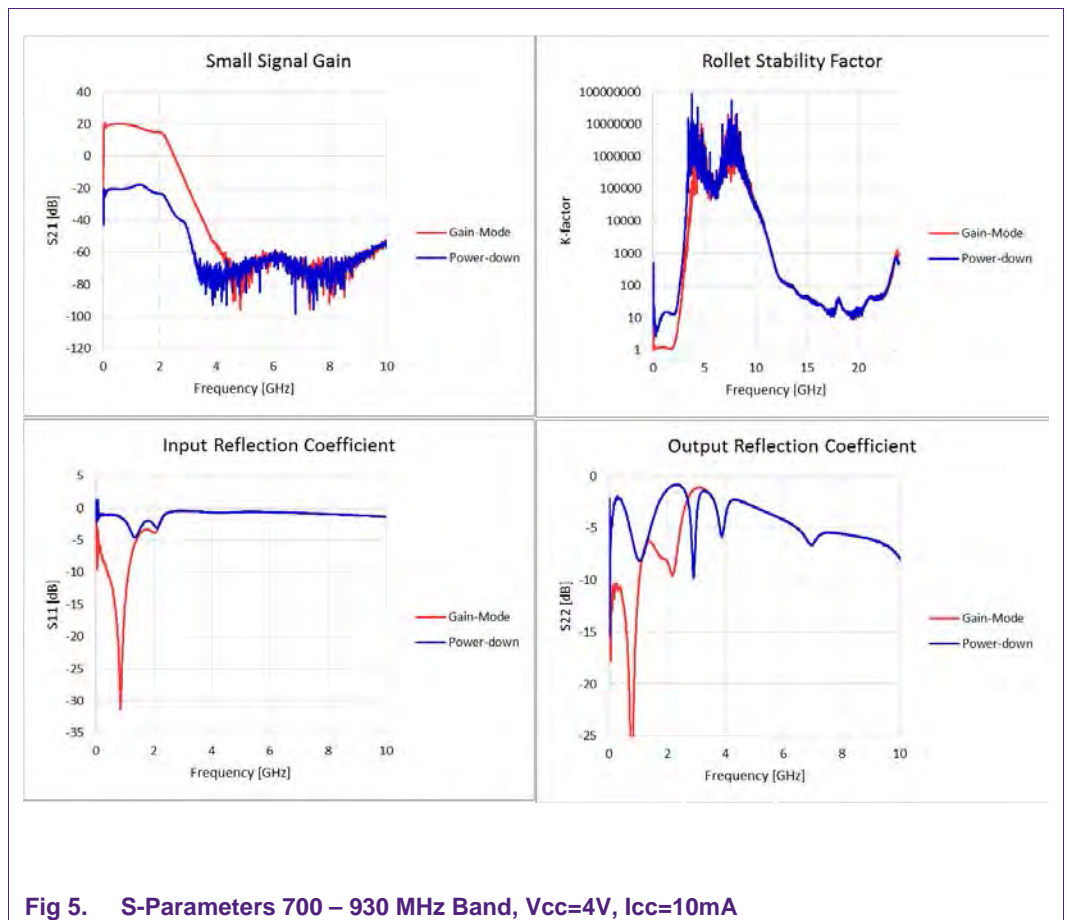 Small Signal Gain
40
20
0
-20
-40
-60
-80
-100
-120
S21 [dB]
0 2 4 6 8 10
Frequency [GHz]
Gain-Mode
Power-down
Rollet Stability Factor
100000000
10000000
1000000
100000
10000
1000
100
10
1
K-factor
0 5 10 15 20
Frequency [GHz]
Gain-Mode
Power-down
Input Reflection Coefficient
5
0
-5
-10
-15
-20
-25
-30
-35
S11 [dB]
0 2 4 6 8 10
Frequency [GHz]
Gain-Mode
Power-down
Output Reflection Coefficient
0
-5
-10
-15
-20
-25
S22 [dB]
0 2 4 6 8 10
Frequency [GHz]
Gain-Mode
Power-down
Fig 5. S-Parameters 700 – 930 MHz Band, Vcc=4V, Icc=10mA